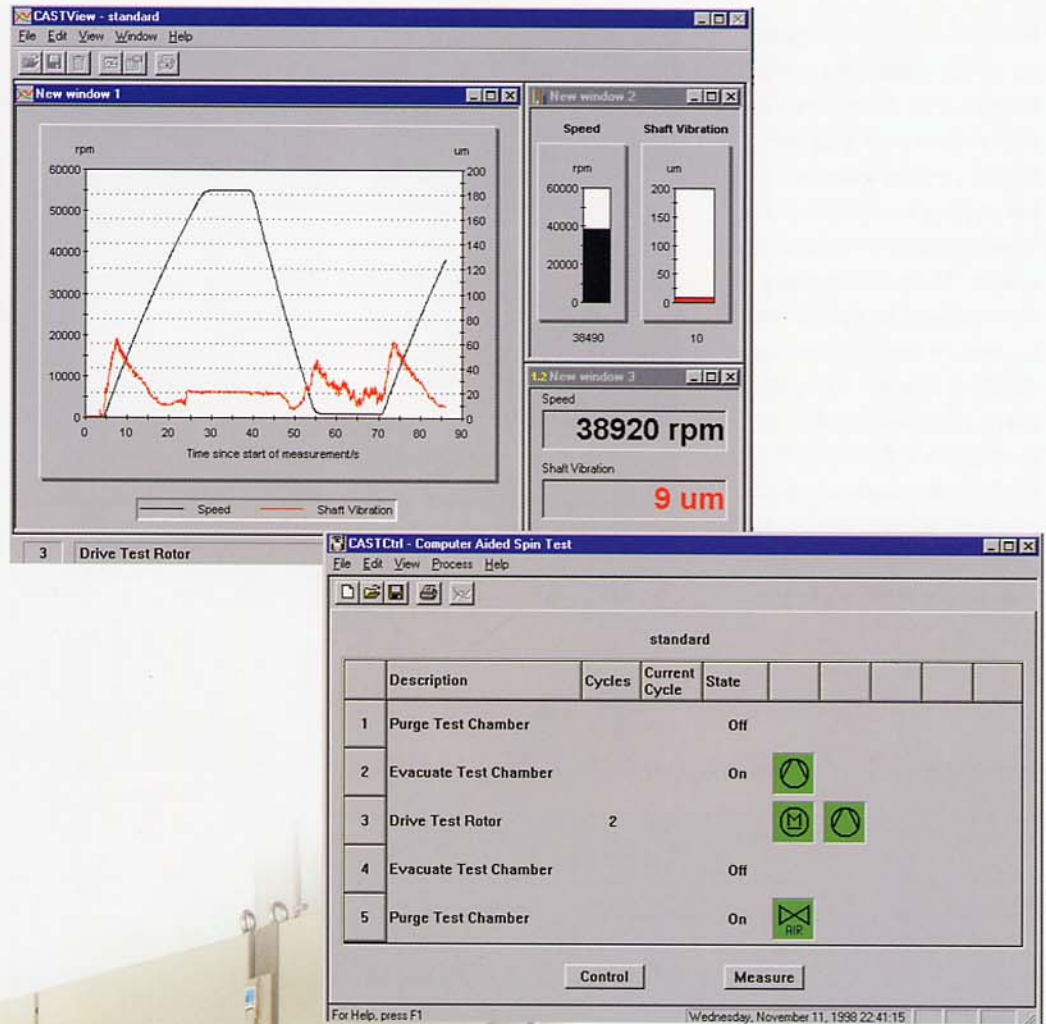 CASTView - standard
File Edit View Window Help
New window 1
rpm
um
60000
50000
40000
30000
20000
10000
0
200
180
160
140
120
100
80
60
40
20
0
0 10 20 30 40 50 60 70 80 90
Time since start of measurement/s
Speed Shaft Vibration
New window 2
Speed Shaft Vibration
rpm um
60000
40000
20000
0
200
150
100
50
0
38490 10
1.2 New window 3
Speed
38920 rpm
Shaft Vibration
9 um
3 Drive Test Rotor
CASTCtrl - Computer Aided Spin Test
File Edit View Process Help
standard
Description Cycles Current Cycle State
1 Purge Test Chamber Off
2 Evacuate Test Chamber On
3 Drive Test Rotor 2 M
4 Evacuate Test Chamber Off
5 Purge Test Chamber On AIR
Control Measure
For Help, press F1 Wednesday, November 11, 1998 22:41:15